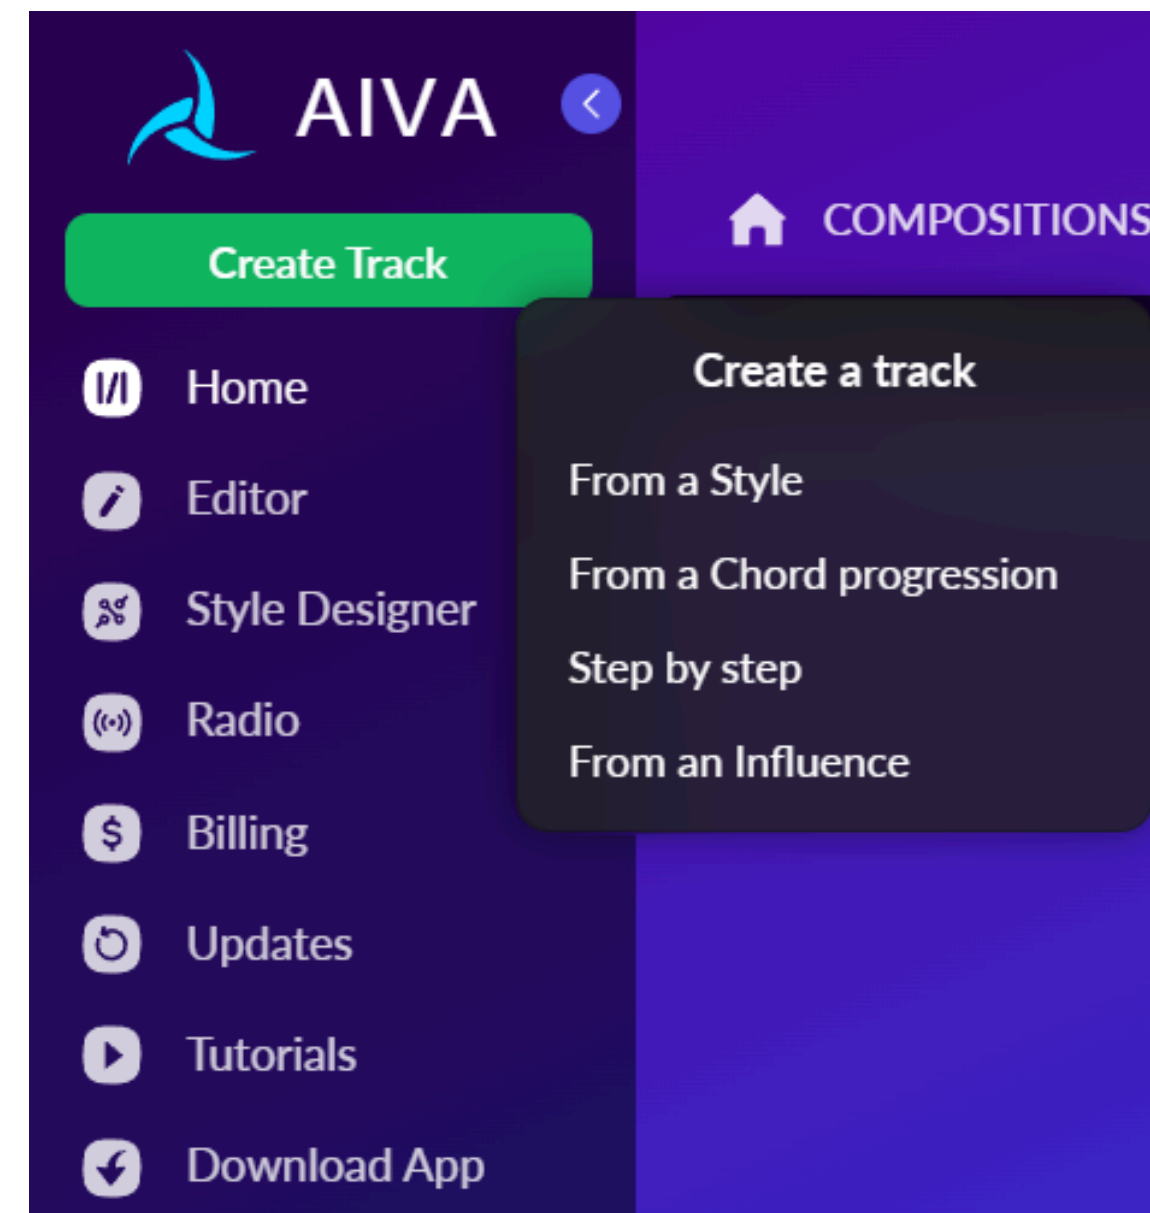 AIVA
Create Track
COMPOSITIONS
Create a track
From a Style
From a Chord progression
Step by step
From an Influence
Home
Editor
Style Designer
Radio
Billing
Updates
Tutorials
Download App